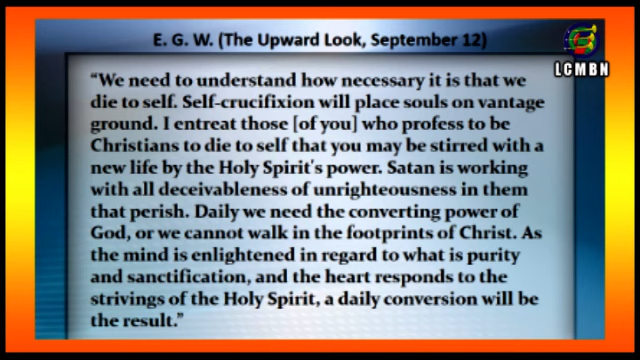 E. G. W. (The Upward Look, September 12)
LCMBN
“We need to understand how necessary it is that we
die to self. Self-crucifixion will place souls on vantage
ground. I entreat those [of you] who profess to be
Christians to die to self that you may be stirred with a
new life by the Holy Spirit's power. Satan is working
with all deceivableness of unrighteousness in them
that perish. Daily we need the converting power of
God, or we cannot walk in the footprints of Christ. As
the mind is enlightened in regard to what is purity
and sanctification, and the heart responds to the
strivings of the Holy Spirit, a daily conversion will be
the result.”